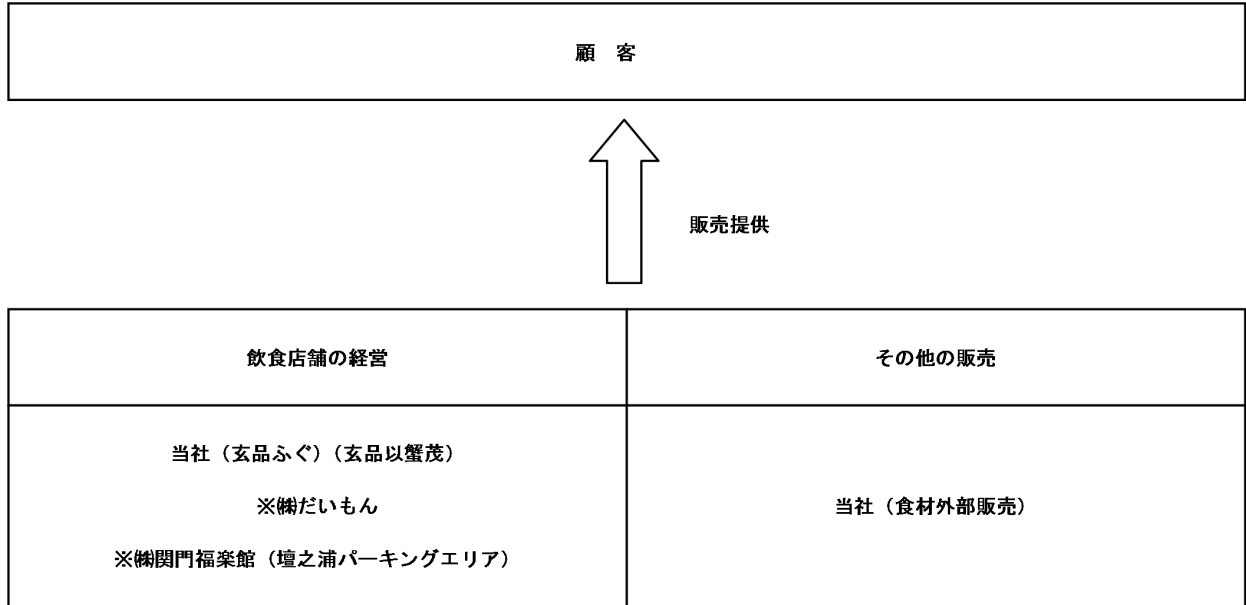 顧　客
販売提供
飲食店舗の経営
その他の販売
当社（玄品ふぐ）（玄品以蟹茂）
※㈱だいもん
※㈱関門福楽館（壇之浦パーキングエリア）
当社（食材外部販売）